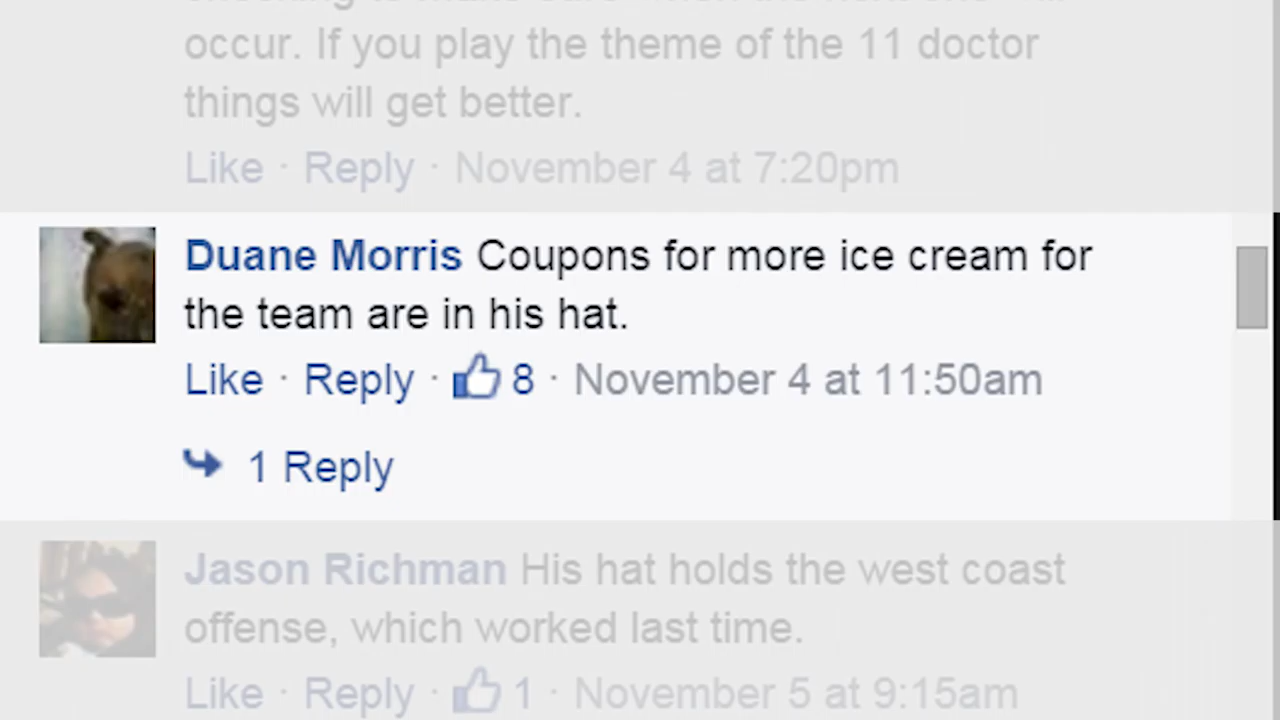 occur. If you play the theme of the 11 doctor
things will get better.
Like · Reply · November 4 at 7:20pm
Duane Morris Coupons for more ice cream for
the team are in his hat.
Like · Reply · 8 · November 4 at 11:50am
1 Reply
Jason Richman His hat holds the west coast
offense, which worked last time.
Like · Reply · 1 · November 5 at 9:15am